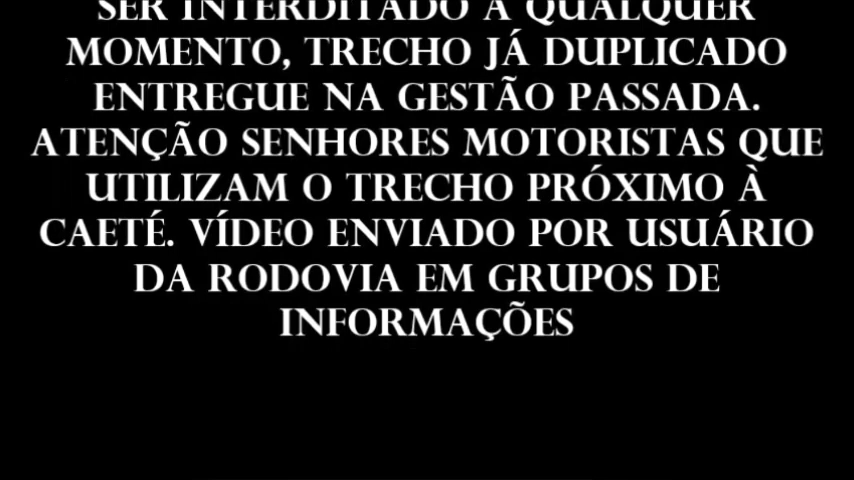 SER INTERDITADO A QUALQUER
MOMENTO, TRECHO JÁ DUPLICADO
ENTREGUE NA GESTÃO PASSADA.
ATENÇÃO SENHORES MOTORISTAS QUE
UTILIZAM O TRECHO PRÓXIMO À
CAETÉ. VÍDEO ENVIADO POR USUÁRIO
DA RODOVIA EM GRUPOS DE
INFORMAÇÕES